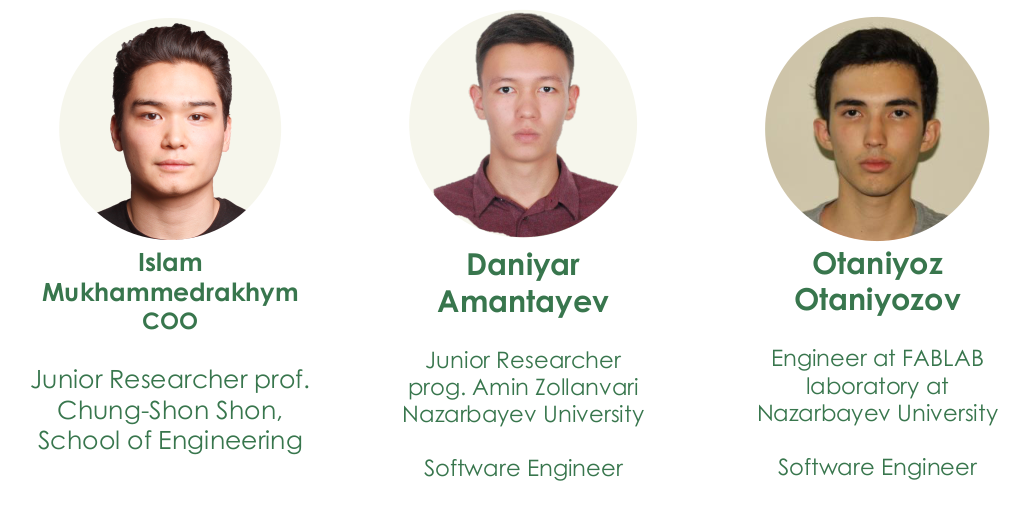 Islam
Mukhammedrakhym
COO
Junior Researcher prof.
Chung-Shon Shon,
School of Engineering
Daniyar
Amantayev
Junior Researcher
prog. Amin Zollanvari
Nazarbayev University
Software Engineer
Otaniyoz
Otaniyozov
Engineer at FABLAB
laboratory at
Nazarbayev University
Software Engineer